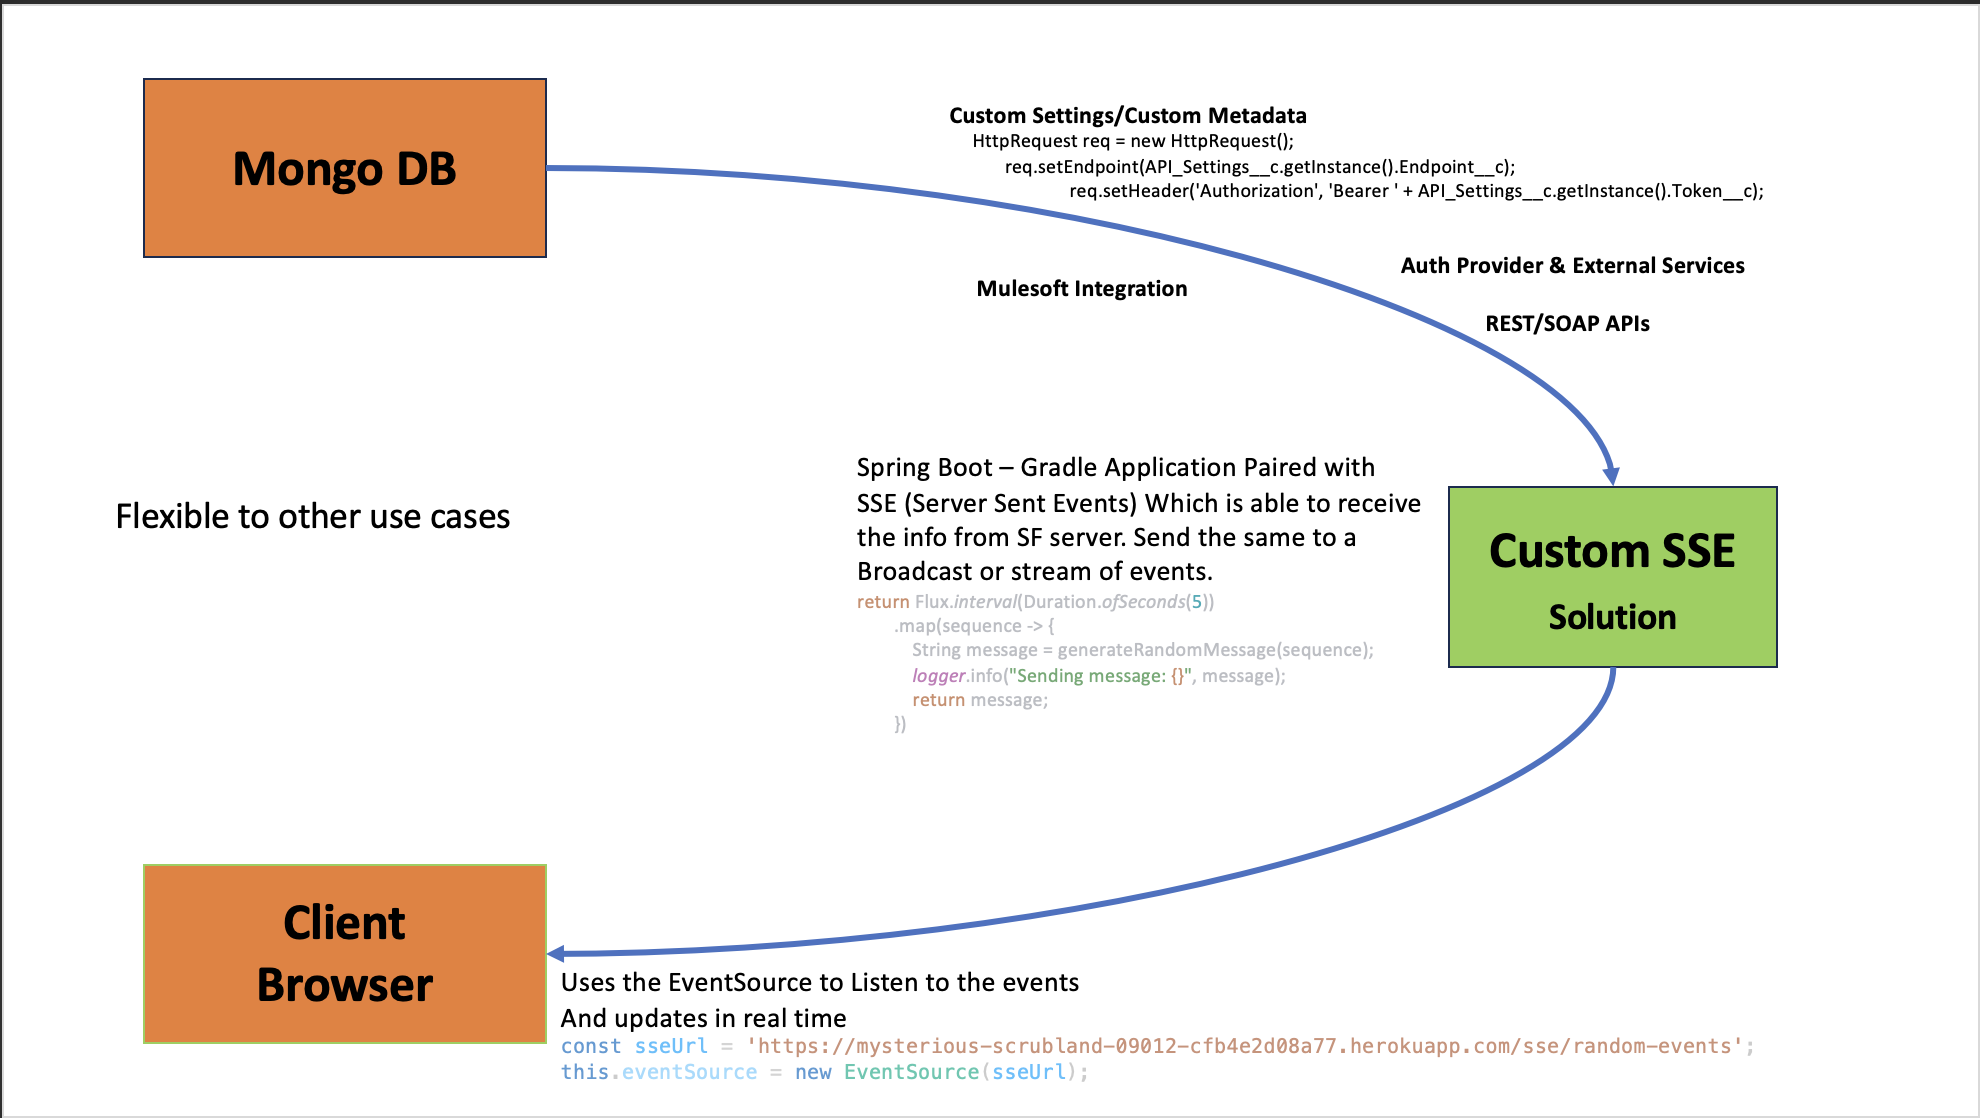 Mongo DB
Custom Settings/Custom Metadata
HttpRequest req = new HttpRequest();
req.setEndpoint(API_Settings__c.getInstance().Endpoint__c);
req.setHeader('Authorization', 'Bearer ' + API_Settings__c.getInstance().Token__c);
Auth Provider & External Services
Mulesoft Integration
REST/SOAP APIs
Spring Boot – Gradle Application Paired with
SSE (Server Sent Events) Which is able to receive
the info from SF server. Send the same to a
Broadcast or stream of events.
return Flux.interval(Duration.ofSeconds(5))
.map(sequence -> {
String message = generateRandomMessage(sequence);
logger.info("Sending message: {}", message);
return message;
})
Flexible to other use cases
Custom SSE
Solution
Client
Browser
Uses the EventSource to Listen to the events
And updates in real time
const sseUrl = 'https://mysterious-scrubland-09012-cfb4e2d08a77.herokuapp.com/sse/random-events';
this.eventSource = new EventSource(sseUrl);